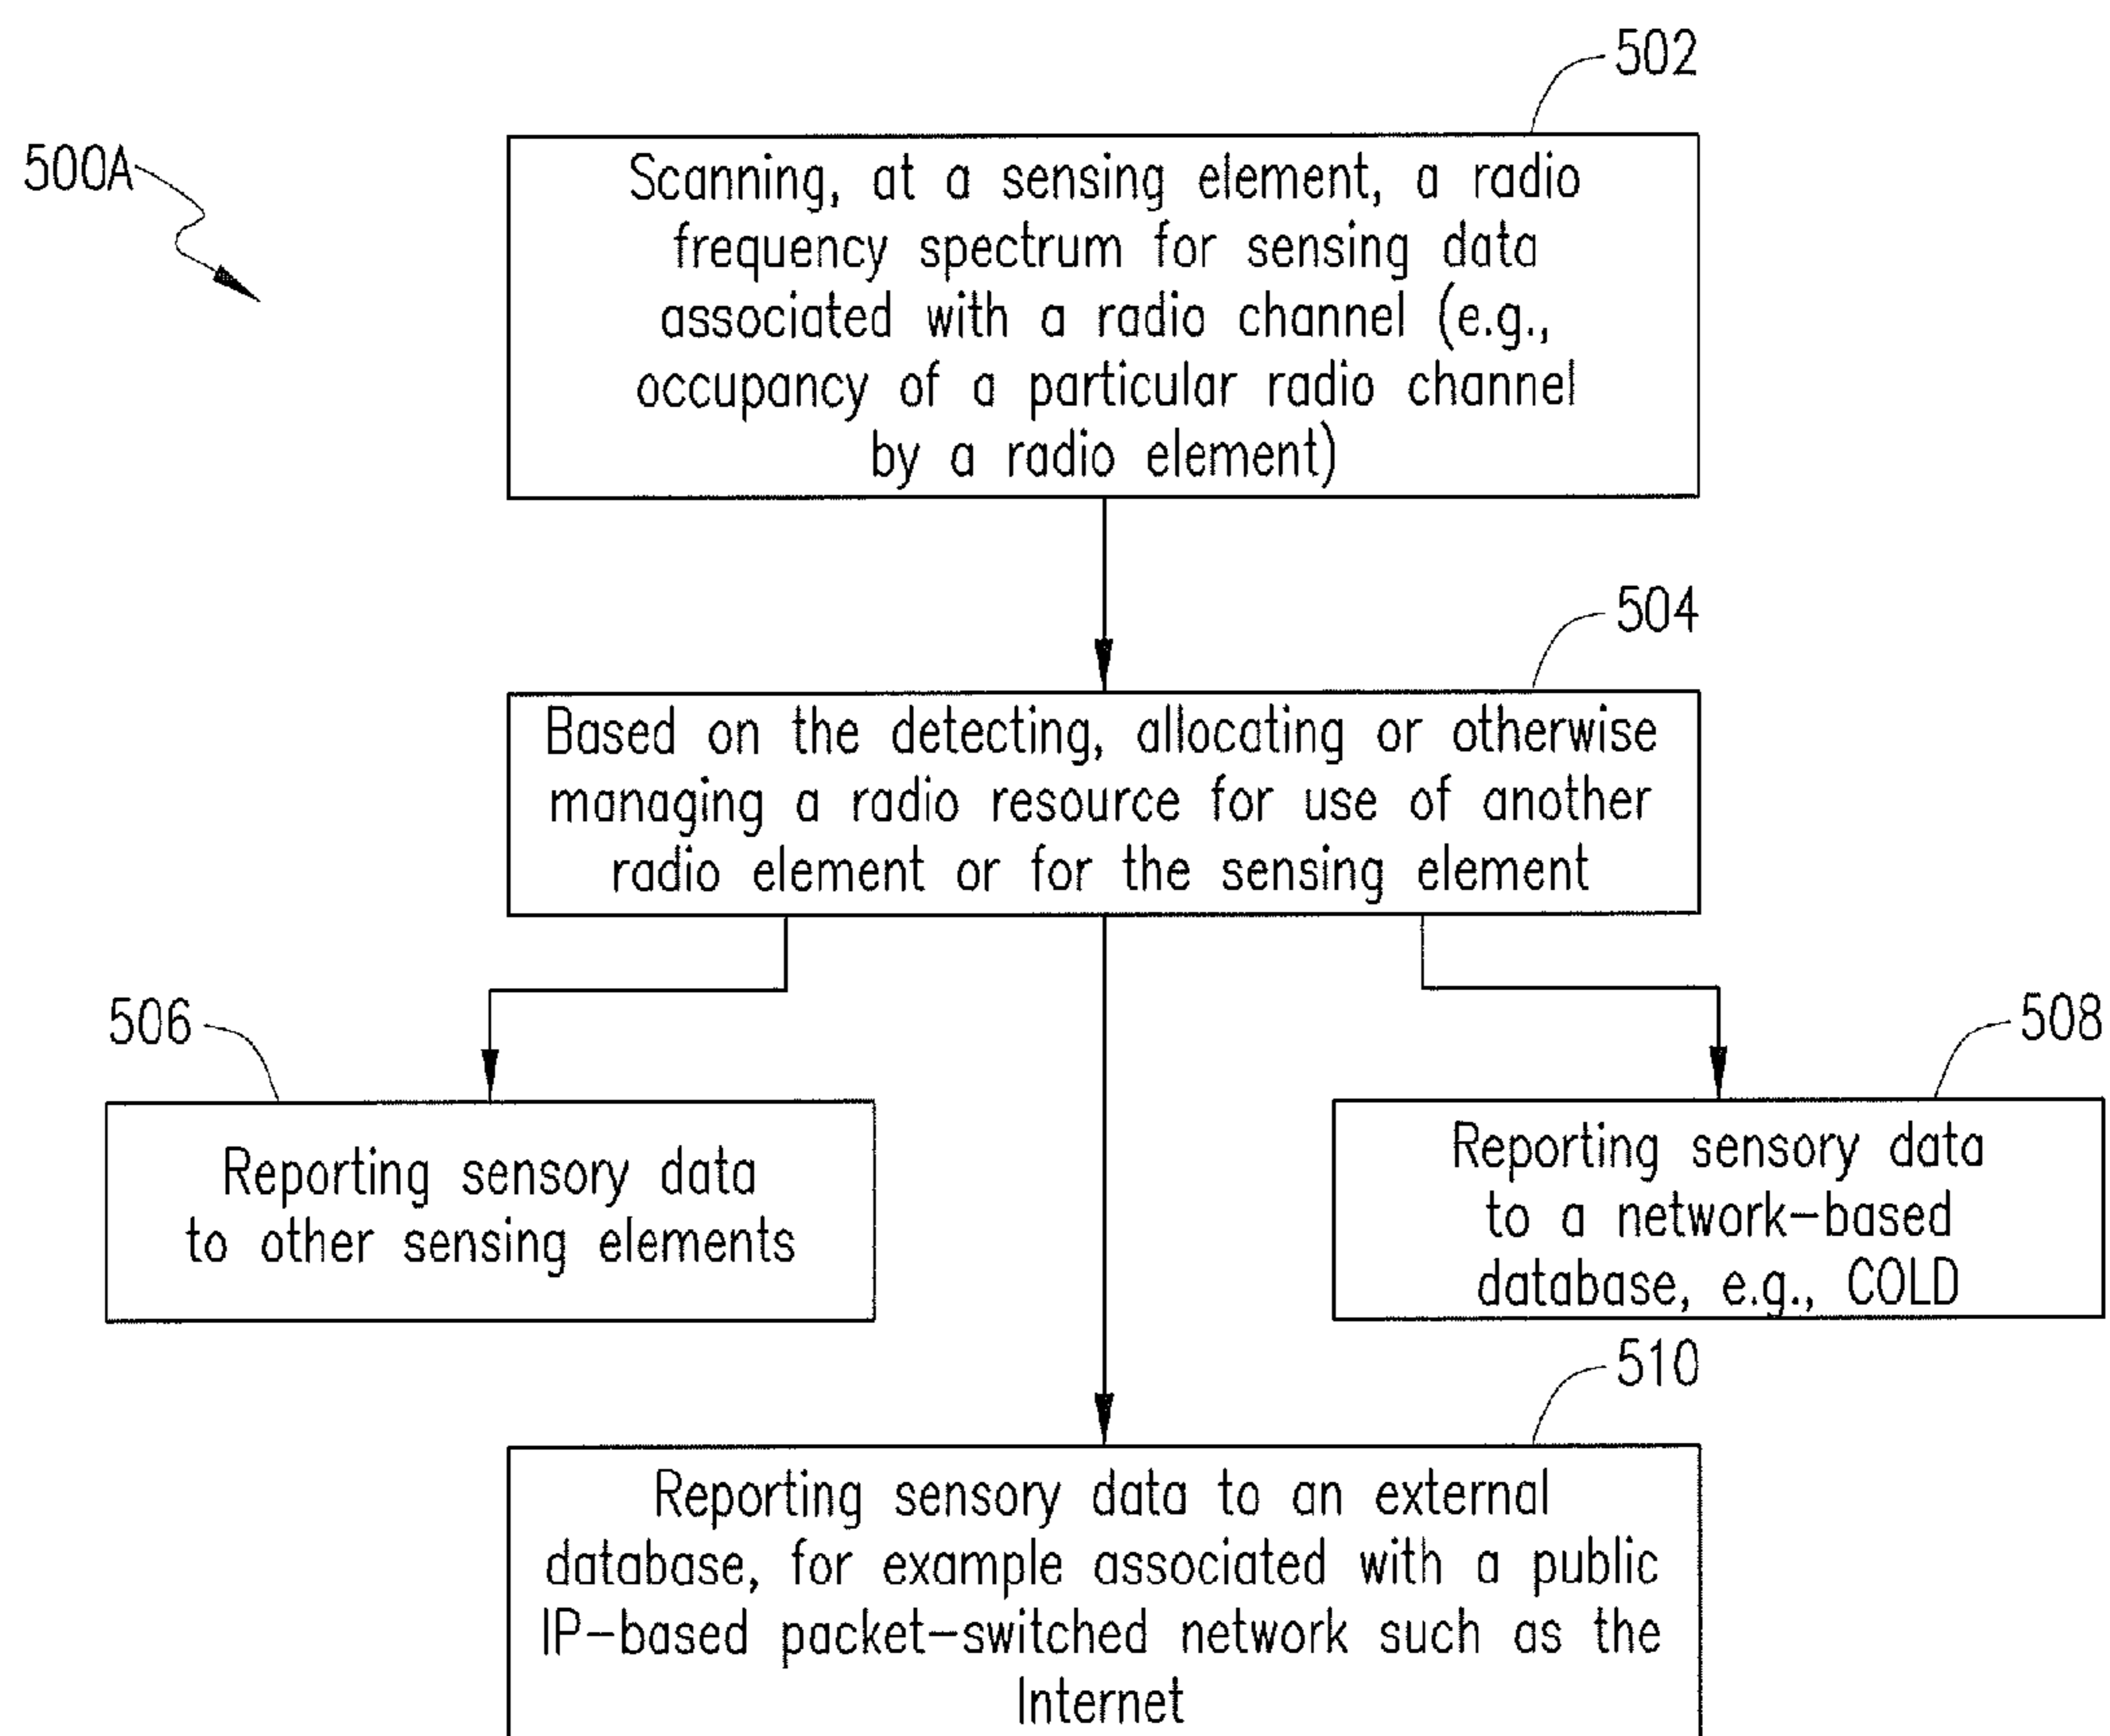 502
500A
Scanning, at a sensing element, a radio
frequency spectrum for sensing data
associated with a radio channel (e.g.,
occupancy of a particular radio channel
by a radio element)
504
Based on the detecting, allocating or otherwise
managing a radio resource for use of another
radio element or for the sensing element
506
508
Reporting sensory data
to other sensing elements
Reporting sensory data
to a network-based
database, e.g., COLD
510
Reporting sensory data to an external
database, for example associated with a public
IP-based packet-switched network such as the
Internet